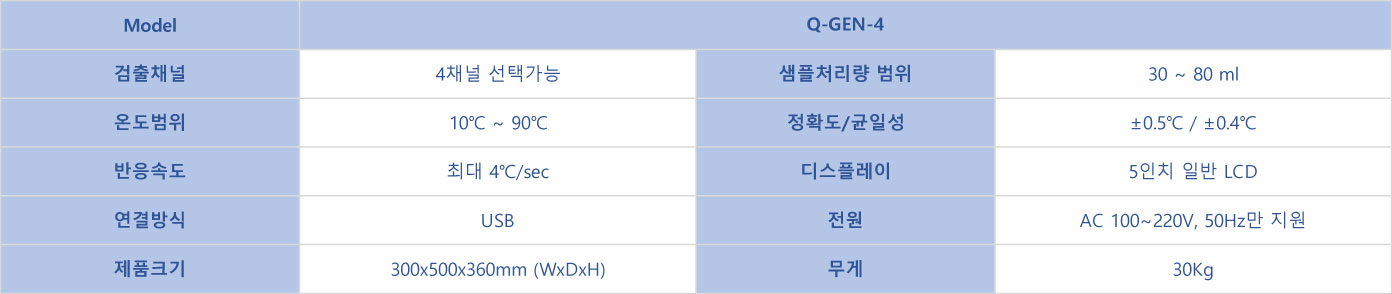 Model Q-GEN-4
검출채널 4채널 선택가능 샘플처리량 범위 30 ~ 80 ml
온도범위 10℃ ~ 90℃ 정확도/균일성 ±0.5℃ / ±0.4℃
반응속도 최대 4℃/sec 디스플레이 5인치 일반 LCD
연결방식 USB 전원 AC 100~220V, 50Hz만 지원
제품크기 300x500x360mm (WxDxH) 무게 30Kg